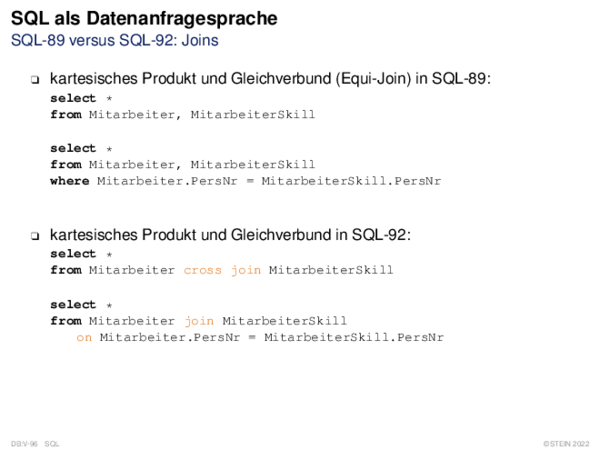 SQL als Datenanfragesprache
SQL-89 versus SQL-92: Joins
❑ kartesisches Produkt und Gleichverbund (Equi-Join) in SQL-89:
select *
from Mitarbeiter, MitarbeiterSkill
select *
from Mitarbeiter, MitarbeiterSkill
where Mitarbeiter.PersNr = MitarbeiterSkill.PersNr
❑ kartesisches Produkt und Gleichverbund in SQL-92:
select *
from Mitarbeiter cross join MitarbeiterSkill
select *
from Mitarbeiter join MitarbeiterSkill
on Mitarbeiter.PersNr = MitarbeiterSkill.PersNr
DB:V-96 SQL
©STEIN 2022